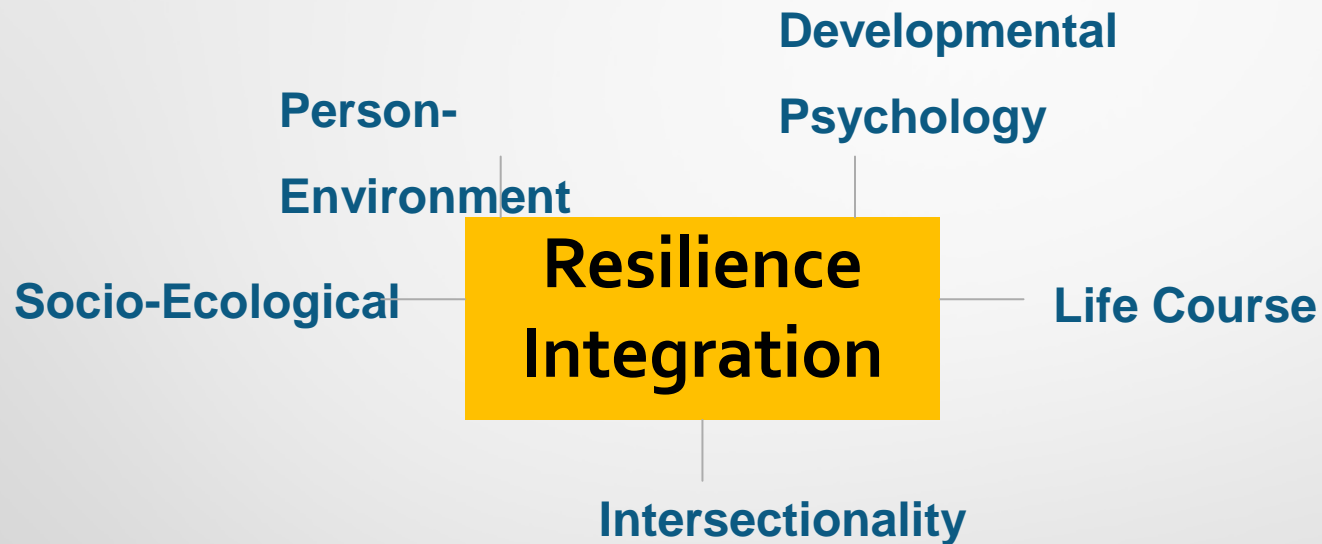 Developmental
Psychology
Person-
Environment
Resilience
Integration
Socio-Ecological
Life Course
Intersectionality